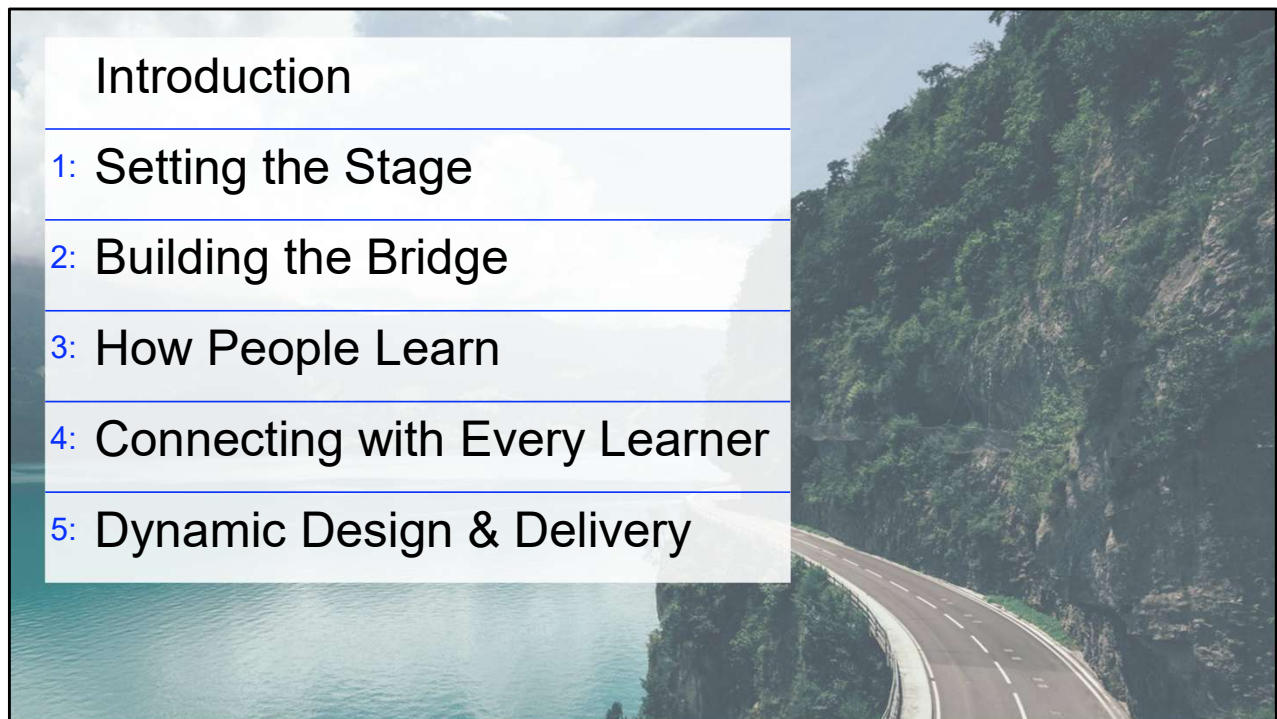 Introduction
1: Setting the Stage
2: Building the Bridge
3: How People Learn
4: Connecting with Every Learner
5: Dynamic Design & Delivery